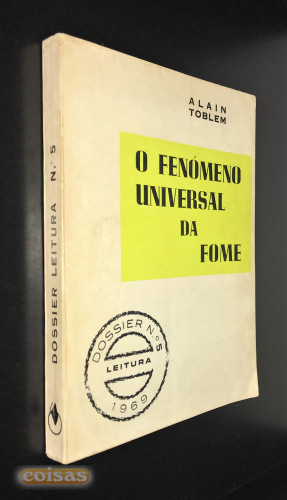 ALAIN
TOBLEM
O FENÓMENO
UNIVERSAL
DA
FOME
DOSSIER N.º 5
LEITURA
1969
DOSSIER LEITURA N.º 5
coisas